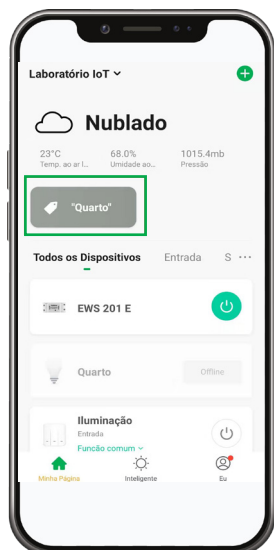 Laboratório IoT
Nublado
23°C 68.0% 1015.4mb
Temp. ao ar l... Umidade ao... Pressão
"Quarto"
Todos os Dispositivos Entrada S ···
EWS 201 E
Quarto Offline
Iluminação
Entrada
Função comum
Minha Página Inteligente Eu